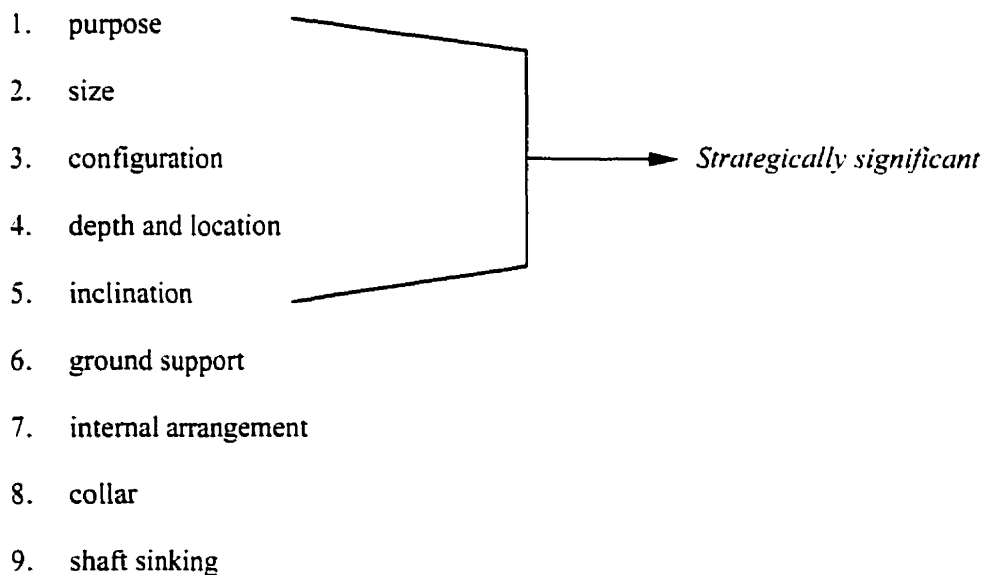 1. purpose
2. size
3. configuration
Strategically significant
4. depth and location
5. inclination
6. ground support
7. internal arrangement
8. collar
9. shaft sinking